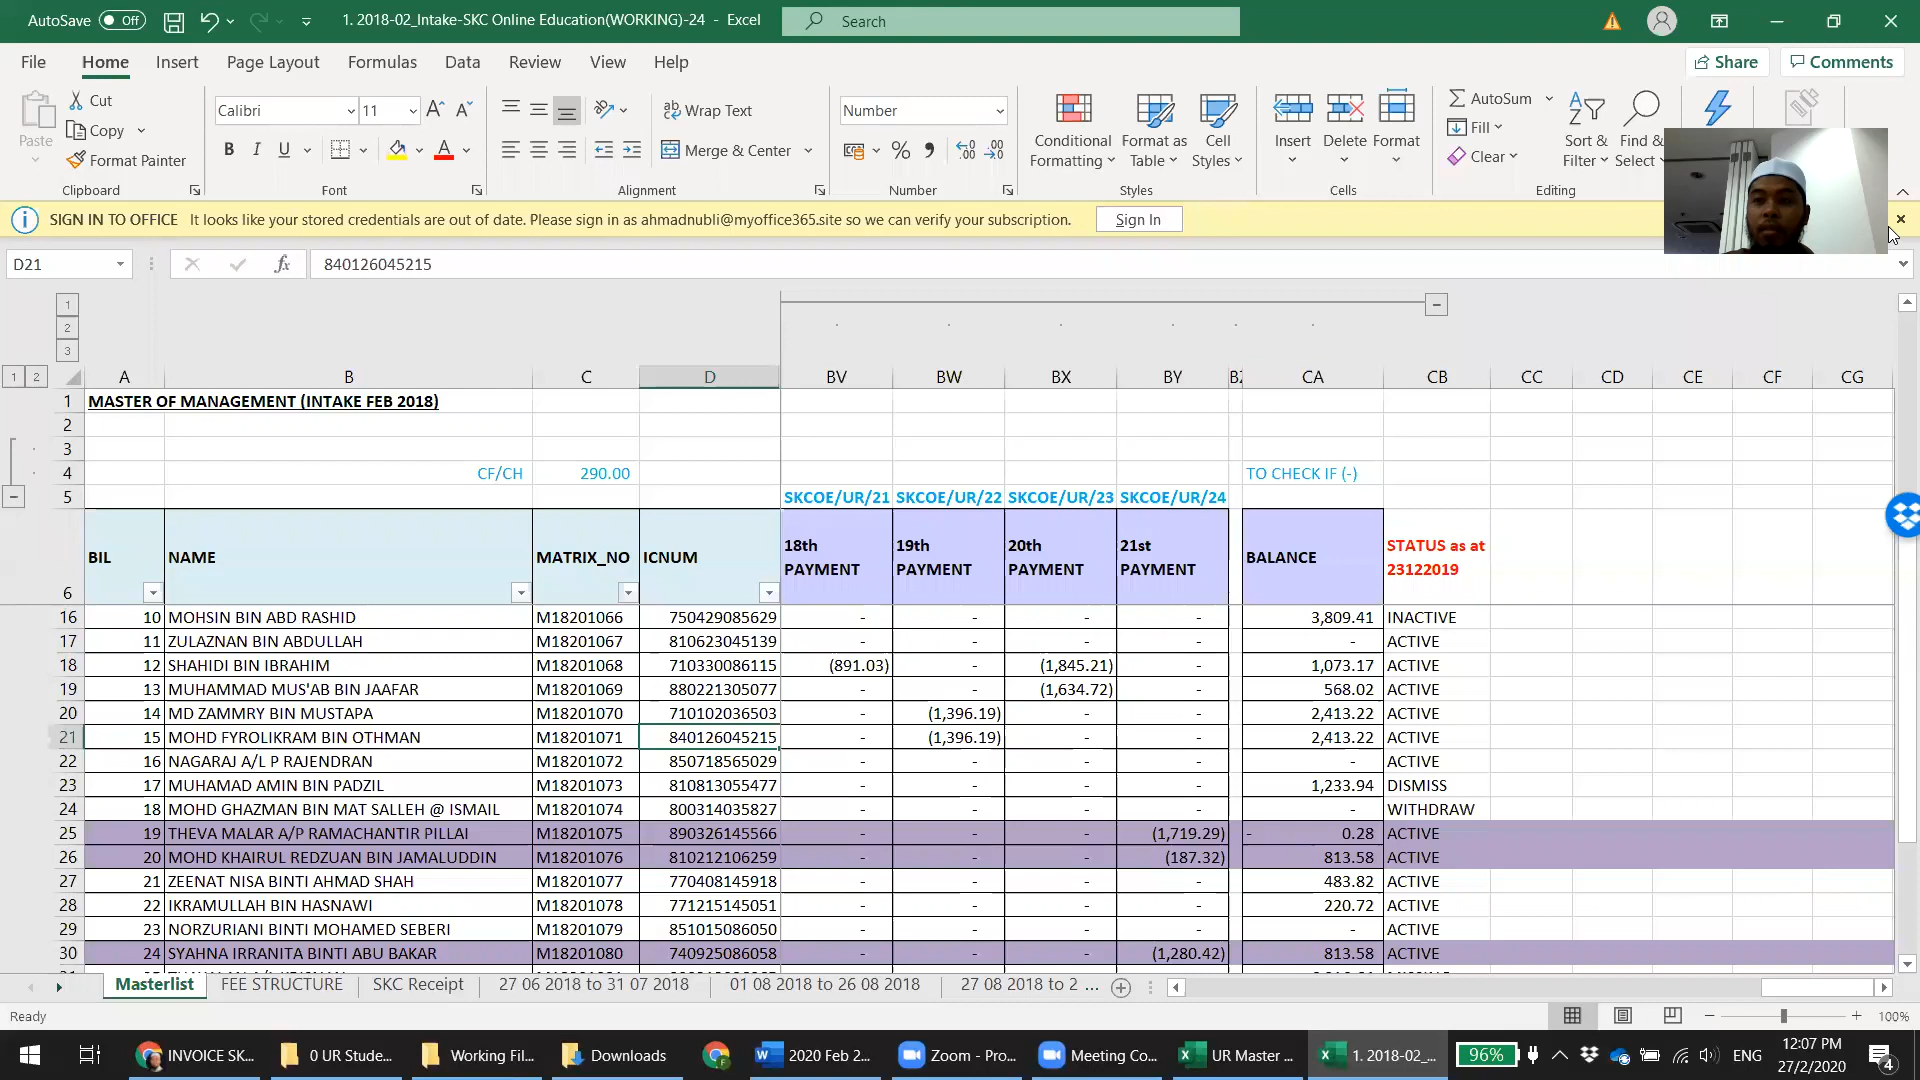 AutoSave Off 1. 2018-02_Intake-SKC Online Education(WORKING)-24 - Excel Search
File Home Insert Page Layout Formulas Data Review View Help Share Comments
Paste Cut Copy Format Painter Clipboard
Calibri 11 B I U Font
Wrap Text Merge & Center Alignment
Number % Number
Conditional Formatting Format as Table Cell Styles Styles
Insert Delete Format Cells
AutoSum Fill Clear Sort & Filter Find & Select Editing
SIGN IN TO OFFICE It looks like your stored credentials are out of date. Please sign in as ahmadnubli@myoffice365.site so we can verify your subscription. Sign In
D21 fx 840126045215
1
2
3
1 2 A B C D BV BW BX BY BZ CA CB CC CD CE CF CG
1 MASTER OF MANAGEMENT (INTAKE FEB 2018)
2
3
4 CF/CH 290.00 TO CHECK IF (-)
5 SKCOE/UR/21 SKCOE/UR/22 SKCOE/UR/23 SKCOE/UR/24
6 BIL NAME MATRIX_NO ICNUM 18th PAYMENT 19th PAYMENT 20th PAYMENT 21st PAYMENT BALANCE STATUS as at 23122019
16 10 MOHSIN BIN ABD RASHID M18201066 750429085629 - - - - 3,809.41 INACTIVE
17 11 ZULAZNAN BIN ABDULLAH M18201067 810623045139 - - - - - ACTIVE
18 12 SHAHIDI BIN IBRAHIM M18201068 710330086115 (891.03) - (1,845.21) - 1,073.17 ACTIVE
19 13 MUHAMMAD MUS'AB BIN JAAFAR M18201069 880221305077 - - (1,634.72) - 568.02 ACTIVE
20 14 MD ZAMMRY BIN MUSTAPA M18201070 710102036503 - (1,396.19) - - 2,413.22 ACTIVE
21 15 MOHD FYROLIKRAM BIN OTHMAN M18201071 840126045215 - (1,396.19) - - 2,413.22 ACTIVE
22 16 NAGARAJ A/L P RAJENDRAN M18201072 850718565029 - - - - - ACTIVE
23 17 MUHAMAD AMIN BIN PADZIL M18201073 810813055477 - - - - 1,233.94 DISMISS
24 18 MOHD GHAZMAN BIN MAT SALLEH @ ISMAIL M18201074 800314035827 - - - - - WITHDRAW
25 19 THEVA MALAR A/P RAMACHANTIR PILLAI M18201075 890326145566 - - - (1,719.29) - 0.28 ACTIVE
26 20 MOHD KHAIRUL REDZUAN BIN JAMALUDDIN M18201076 810212106259 - - - (187.32) 813.58 ACTIVE
27 21 ZEENAT NISA BINTI AHMAD SHAH M18201077 770408145918 - - - - 483.82 ACTIVE
28 22 IKRAMULLAH BIN HASNAWI M18201078 771215145051 - - - - 220.72 ACTIVE
29 23 NORZURIANI BINTI MOHAMED SEBERI M18201079 851015086050 - - - - - ACTIVE
30 24 SYAHNA IRRANITA BINTI ABU BAKAR M18201080 740925086058 - - - (1,280.42) 813.58 ACTIVE
Masterlist FEE STRUCTURE SKC Receipt 27 06 2018 to 31 07 2018 01 08 2018 to 26 08 2018 27 08 2018 to 2 ...
Ready 100%
INVOICE SK... 0 UR Stude... Working Fil... Downloads 2020 Feb 2... Zoom - Pro... Meeting Co... UR Master ... 1. 2018-02_... 96% ENG 12:07 PM
27/2/2020 4